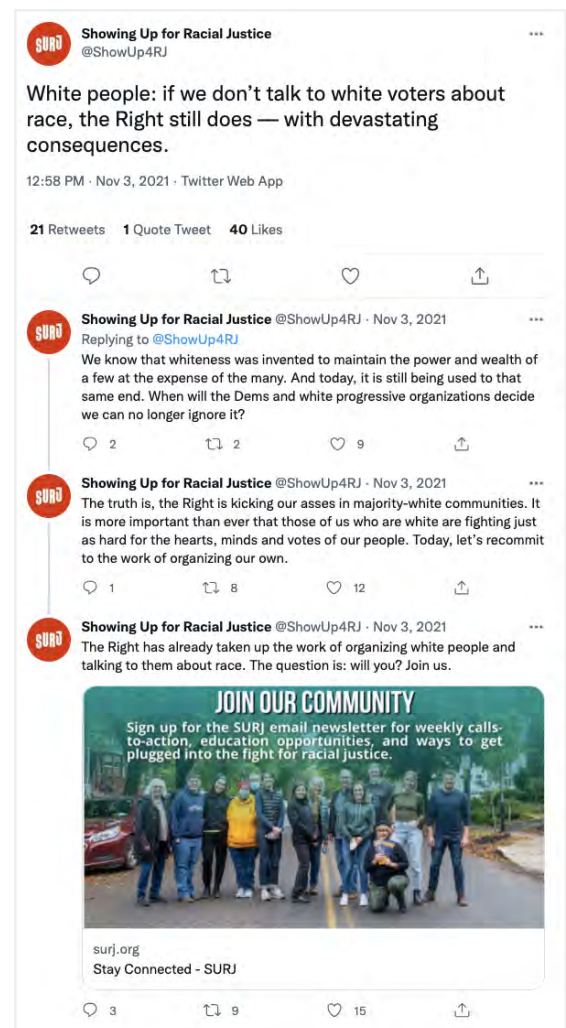 SURJ
Showing Up for Racial Justice
@ShowUp4RJ
White people: if we don’t talk to white voters about
race, the Right still does — with devastating
consequences.
12:58 PM · Nov 3, 2021 · Twitter Web App
21 Retweets 1 Quote Tweet 40 Likes
SURJ
Showing Up for Racial Justice @ShowUp4RJ · Nov 3, 2021
Replying to @ShowUp4RJ
We know that whiteness was invented to maintain the power and wealth of
a few at the expense of the many. And today, it is still being used to that
same end. When will the Dems and white progressive organizations decide
we can no longer ignore it?
2 2 9
SURJ
Showing Up for Racial Justice @ShowUp4RJ · Nov 3, 2021
The truth is, the Right is kicking our asses in majority-white communities. It
is more important than ever that those of us who are white are fighting just
as hard for the hearts, minds and votes of our people. Today, let’s recommit
to the work of organizing our own.
1 8 12
SURJ
Showing Up for Racial Justice @ShowUp4RJ · Nov 3, 2021
The Right has already taken up the work of organizing white people and
talking to them about race. The question is: will you? Join us.
JOIN OUR COMMUNITY
Sign up for the SURJ email newsletter for weekly calls-
to-action, education opportunities, and ways to get
plugged into the fight for racial justice.
surj.org
Stay Connected - SURJ
3 9 15